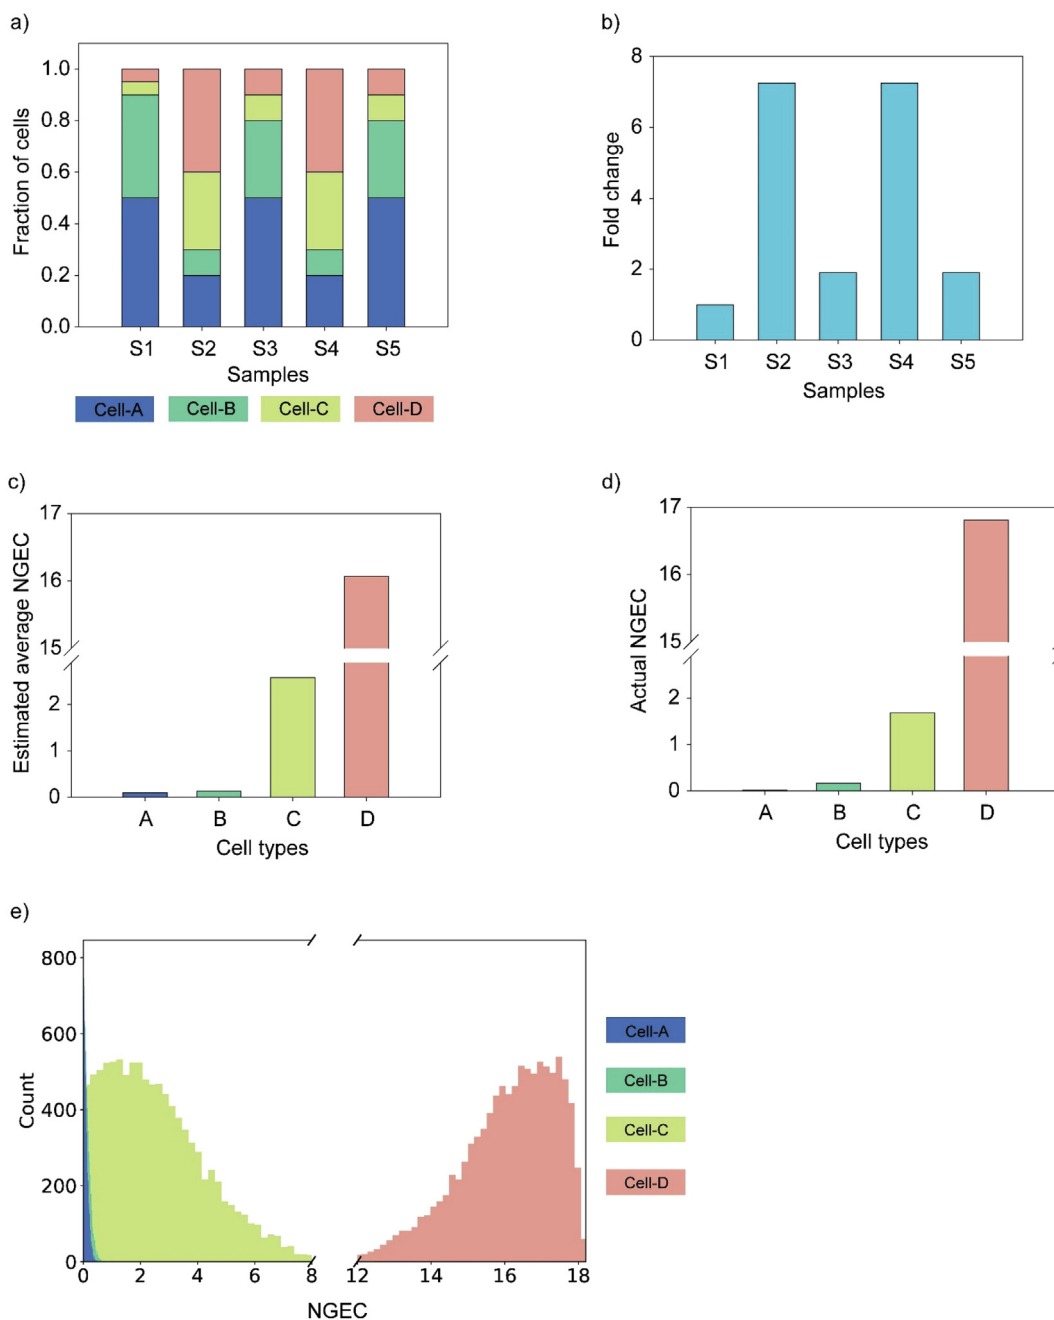 a)
Fraction of cells
1.0
0.8
0.6
0.4
0.2
0.0
S1 S2 S3 S4 S5
Samples
Cell-A Cell-B Cell-C Cell-D
b)
Fold change
8
6
4
2
0
S1 S2 S3 S4 S5
Samples
c)
Estimated average NGEC
17
16
15
2
1
0
A B C D
Cell types
d)
Actual NGEC
17
16
15
2
1
0
A B C D
Cell types
e)
Count
800
600
400
200
0
0 2 4 6 8 12 14 16 18
NGEC
Cell-A
Cell-B
Cell-C
Cell-D